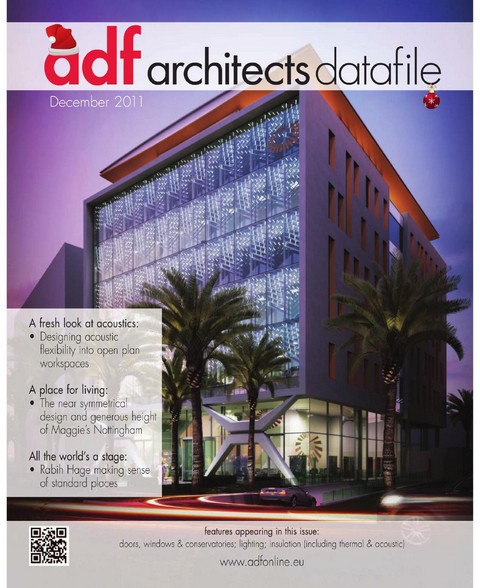 adf architects datafile
December 2011
A fresh look at acoustics:
• Designing acoustic
flexibility into open plan
workspaces
A place for living:
• The near symmetrical
design and generous height
of Maggie's Nottingham
All the world's a stage:
• Rabih Hage making sense
of standard places
features appearing in this issue:
doors, windows & conservatories; lighting; insulation (including thermal & acoustic)
www.adfonline.eu